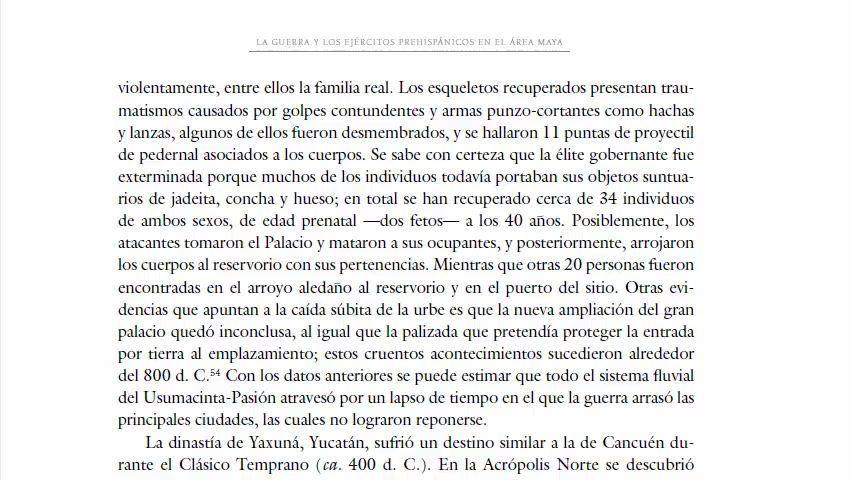 LA GUERRA Y LOS EJÉRCITOS PREHISPÁNICOS EN EL ÁREA MAYA
violentamente, entre ellos la familia real. Los esqueletos recuperados presentan trau-
matismos causados por golpes contundentes y armas punzo-cortantes como hachas
y lanzas, algunos de ellos fueron desmembrados, y se hallaron 11 puntas de proyectil
de pedernal asociados a los cuerpos. Se sabe con certeza que la élite gobernante fue
exterminada porque muchos de los individuos todavía portaban sus objetos suntua-
rios de jadeita, concha y hueso; en total se han recuperado cerca de 34 individuos
de ambos sexos, de edad prenatal —dos fetos— a los 40 años. Posiblemente, los
atacantes tomaron el Palacio y mataron a sus ocupantes, y posteriormente, arrojaron
los cuerpos al reservorio con sus pertenencias. Mientras que otras 20 personas fueron
encontradas en el arroyo aledaño al reservorio y en el puerto del sitio. Otras evi-
dencias que apuntan a la caída súbita de la urbe es que la nueva ampliación del gran
palacio quedó inconclusa, al igual que la palizada que pretendía proteger la entrada
por tierra al emplazamiento; estos cruentos acontecimientos sucedieron alrededor
del 800 d. C.⁵⁴ Con los datos anteriores se puede estimar que todo el sistema fluvial
del Usumacinta-Pasión atravesó por un lapso de tiempo en el que la guerra arrasó las
principales ciudades, las cuales no lograron reponerse.
La dinastía de Yaxuná, Yucatán, sufrió un destino similar a la de Cancuén du-
rante el Clásico Temprano (ca. 400 d. C.). En la Acrópolis Norte se descubrió